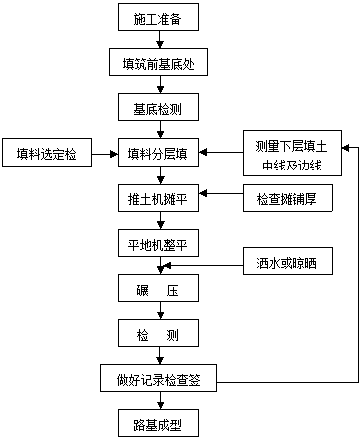 施工准备
填筑前基底处
基底检测
填料选定检
填料分层填
测量下层填土
中线及边线
推土机摊平
检查摊铺厚
平地机整平
洒水或晾晒
碾 压
检 测
做好记录检查签
路基成型